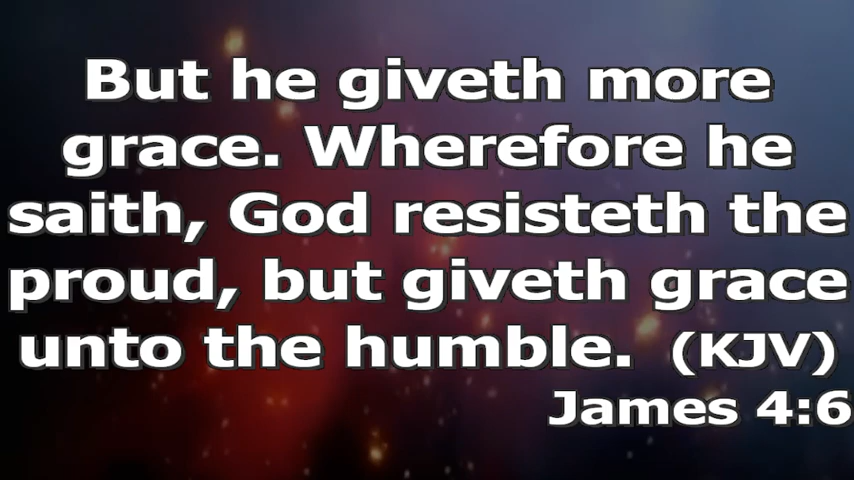 But he giveth more
grace. Wherefore he
saith, God resisteth the
proud, but giveth grace
unto the humble. (KJV)
James 4:6